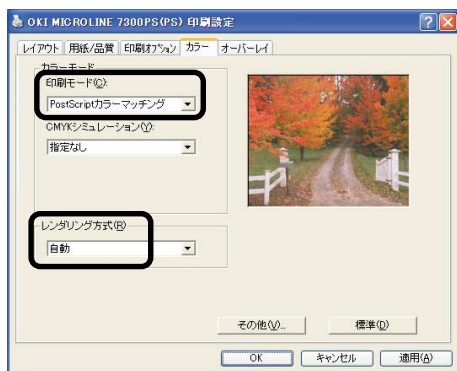 OKI MICROLINE 7300PS(PS) 印刷設定
レイアウト 用紙/品質 印刷オプション カラー オーバーレイ
カラーモード
印刷モード(C):
PostScriptカラーマッチング
CMYKシミュレーション(Y):
指定なし
レンダリング方式(R)
自動
その他(V)... 標準(D)
OK キャンセル 適用(A)